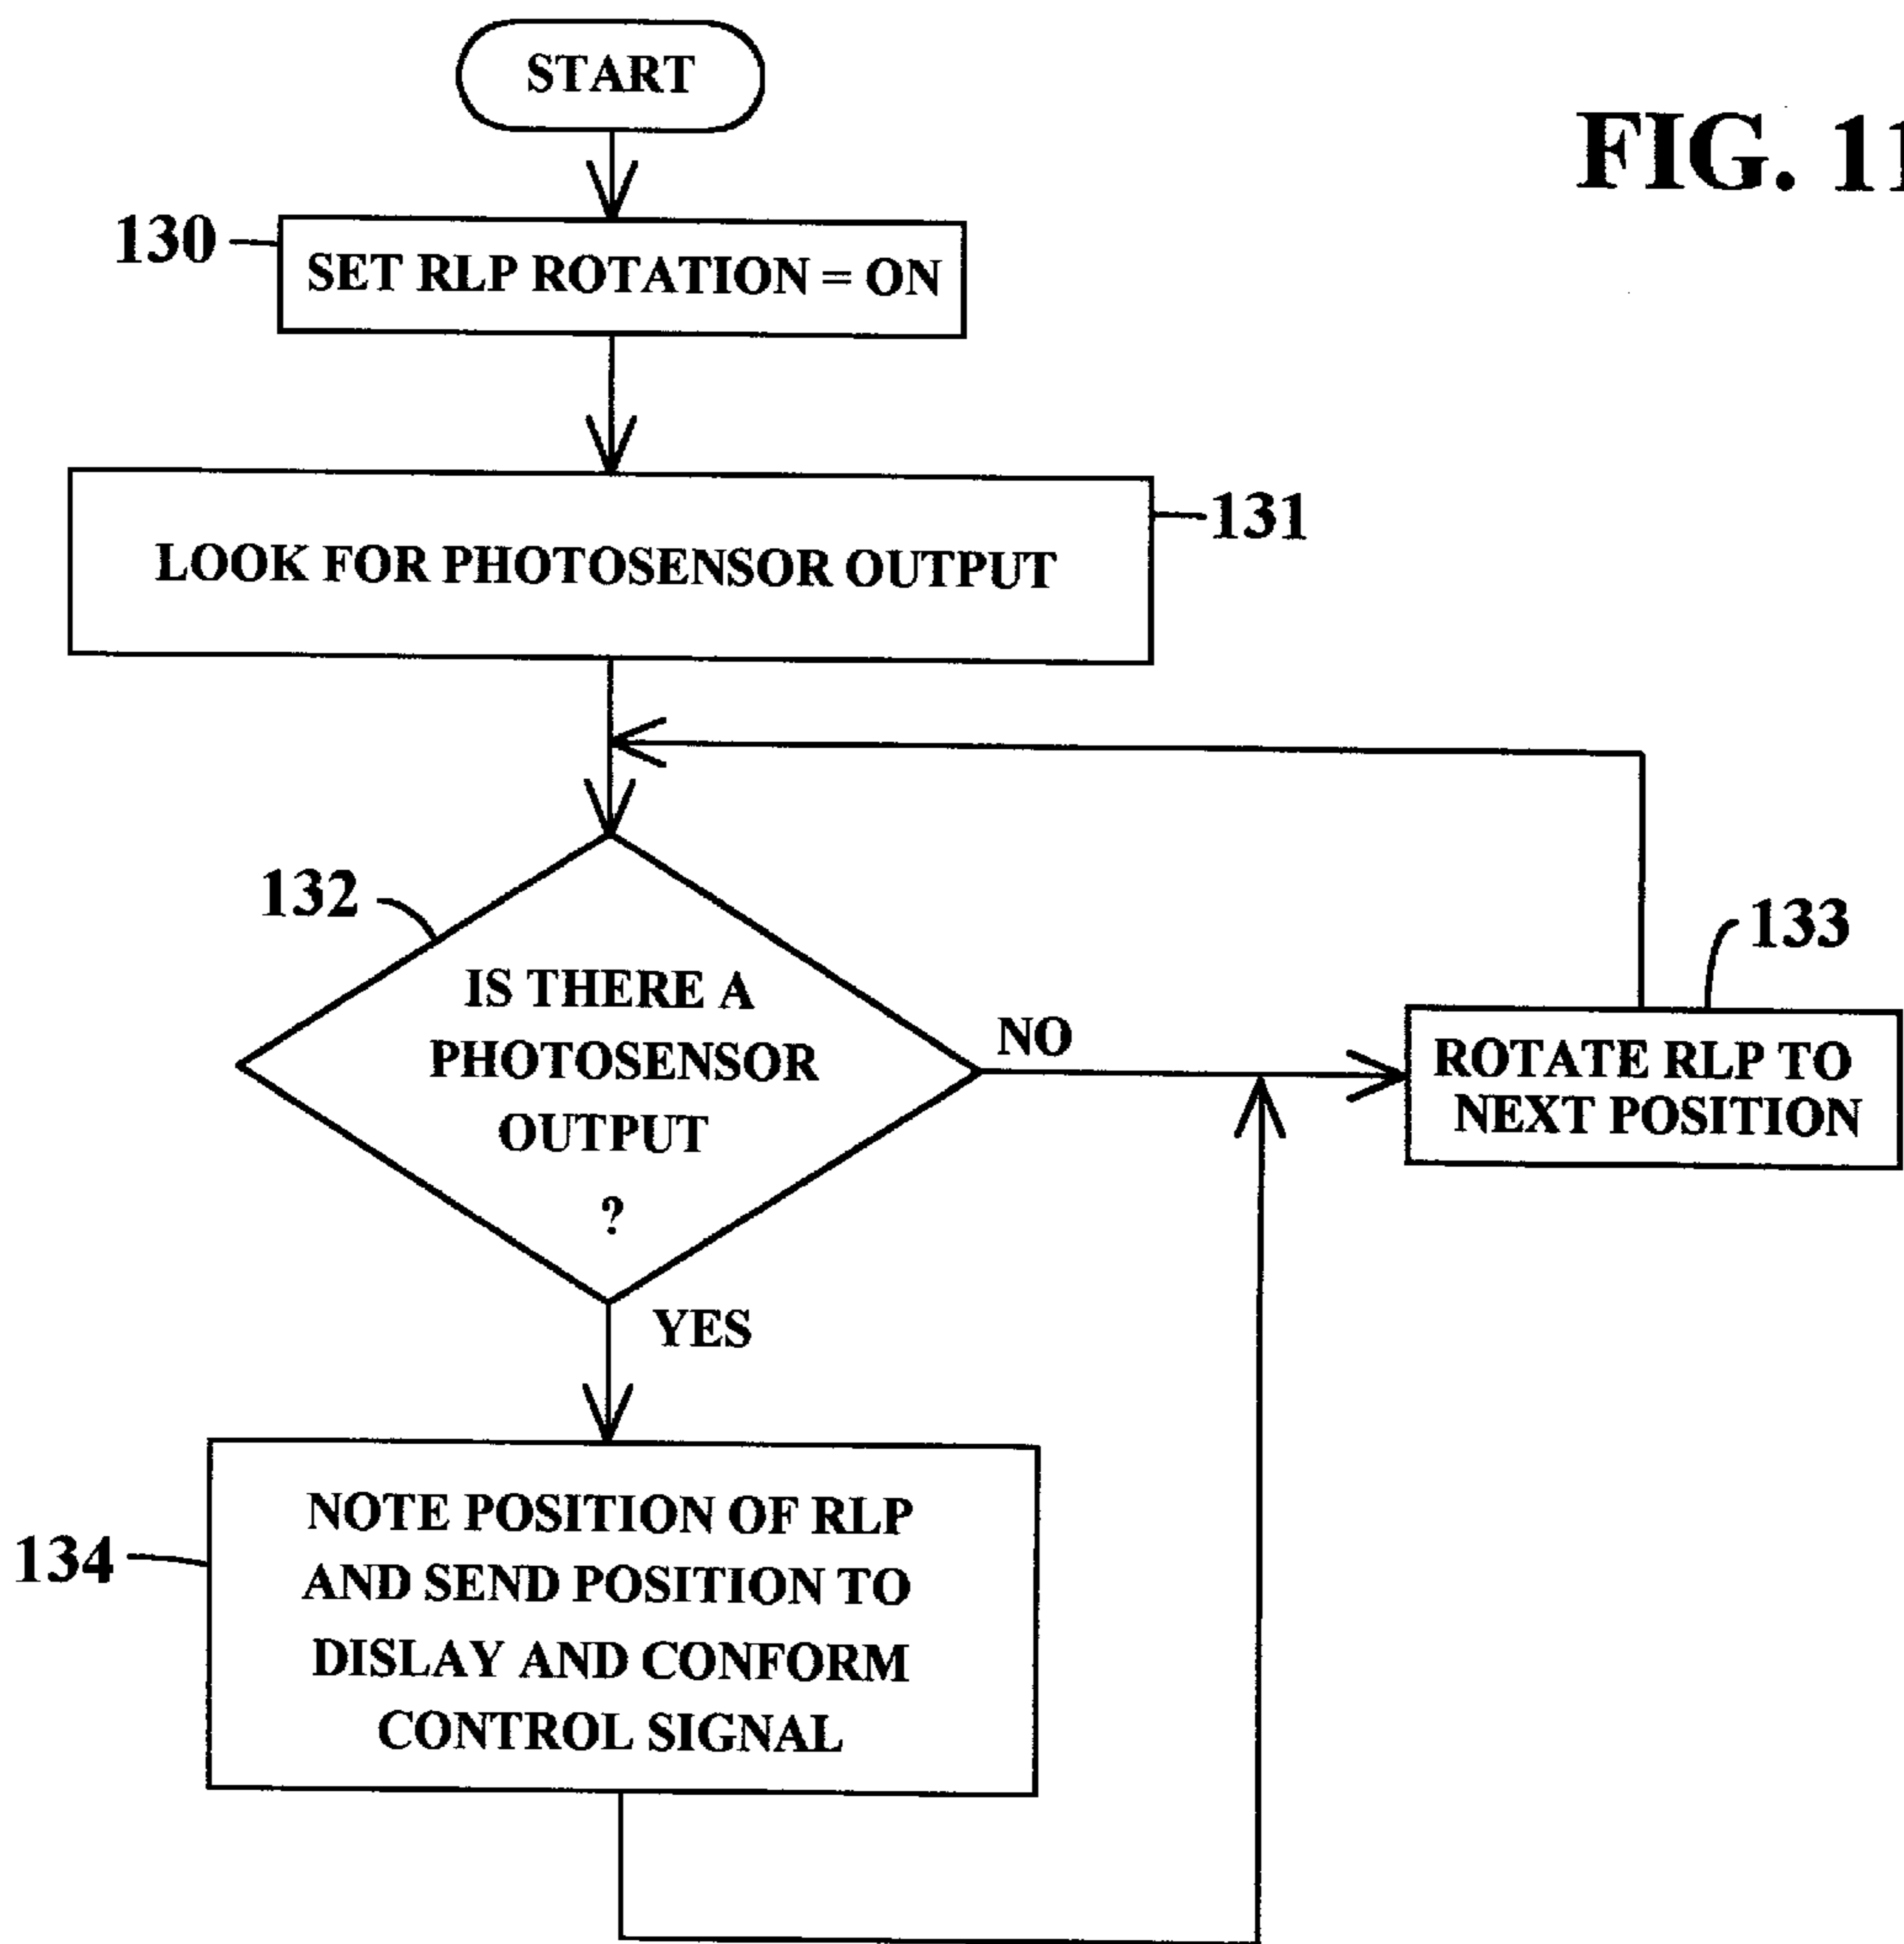 START
FIG. 11
130
SET RLP ROTATION = ON
131
LOOK FOR PHOTOSENSOR OUTPUT
132
IS THERE A
PHOTOSENSOR
OUTPUT
?
NO
133
ROTATE RLP TO
NEXT POSITION
YES
134
NOTE POSITION OF RLP
AND SEND POSITION TO
DISLAY AND CONFORM
CONTROL SIGNAL